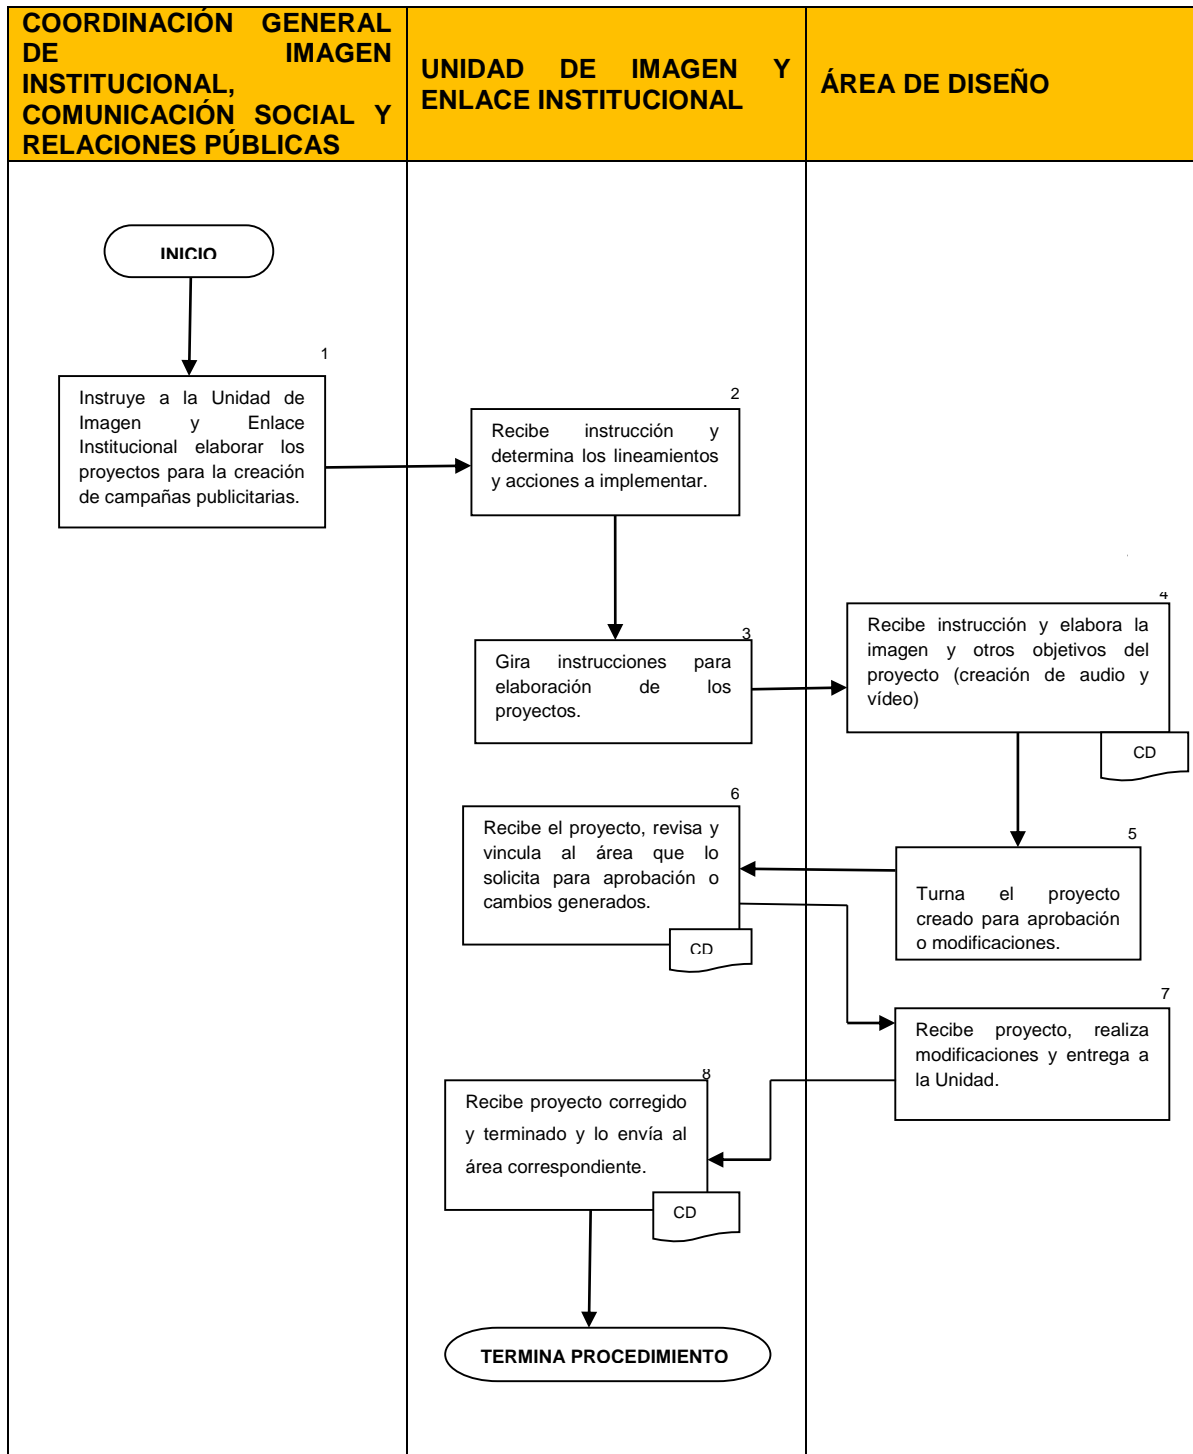 COORDINACIÓN GENERAL
DE IMAGEN
INSTITUCIONAL,
COMUNICACIÓN SOCIAL Y
RELACIONES PÚBLICAS
UNIDAD DE IMAGEN Y
ENLACE INSTITUCIONAL
ÁREA DE DISEÑO
INICIO
1
Instruye a la Unidad de
Imagen y Enlace
Institucional elaborar los
proyectos para la creación
de campañas publicitarias.
2
Recibe instrucción y
determina los lineamientos
y acciones a implementar.
3
Gira instrucciones para
elaboración de los
proyectos.
4
Recibe instrucción y elabora la
imagen y otros objetivos del
proyecto (creación de audio y
vídeo)
CD
5
Turna el proyecto
creado para aprobación
o modificaciones.
6
Recibe el proyecto, revisa y
vincula al área que lo
solicita para aprobación o
cambios generados.
CD
7
Recibe proyecto, realiza
modificaciones y entrega a
la Unidad.
8
Recibe proyecto corregido
y terminado y lo envía al
área correspondiente.
CD
TERMINA PROCEDIMIENTO